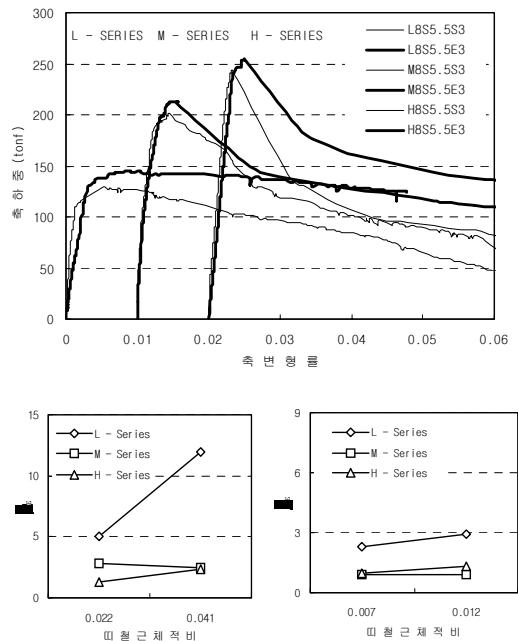 300
250
200
150
100
50
0
축하중(tonf)
L - SERIES M - SERIES H - SERIES
L8S5.5S3
L8S5.5E3
M8S5.5S3
M8S5.5E3
H8S5.5S3
H8S5.5E3
0 0.01 0.02 0.03 0.04 0.05 0.06
축변형률
15
10
5
0
L - Series
M - Series
H - Series
0.022 0.041
띠철근체적비
9
6
3
0
L - Series
M - Series
H - Series
0.007 0.012
띠철근체적비